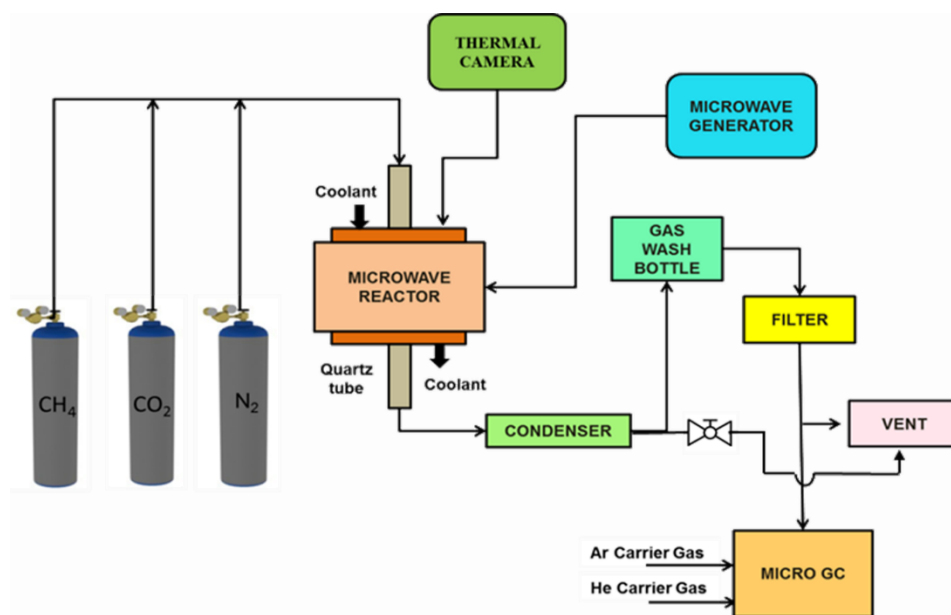 THERMAL
CAMERA
MICROWAVE
GENERATOR
Coolant
GAS
WASH
BOTTLE
MICROWAVE
REACTOR
FILTER
Quartz
tube
Coolant
CH₄
CO₂
N₂
CONDENSER
VENT
Ar Carrier Gas
He Carrier Gas
MICRO GC